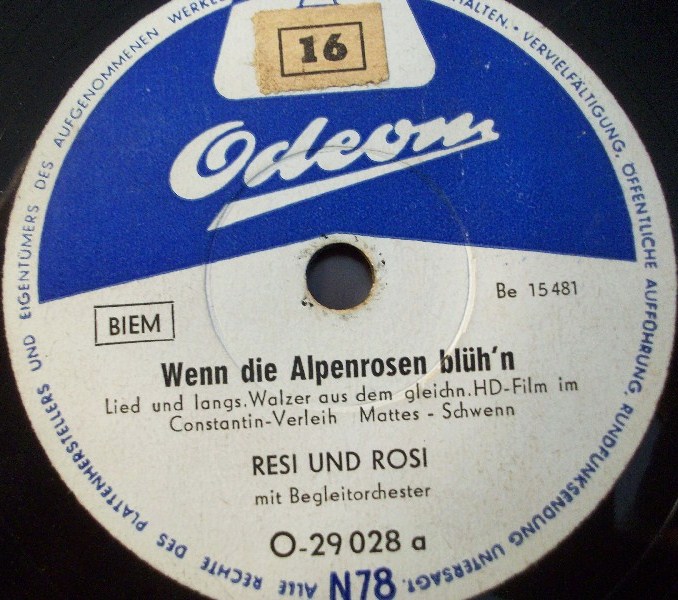 16
Odeon
BIEM
Be 15481
Wenn die Alpenrosen blüh'n
Lied und langs. Walzer aus dem gleichn. HD-Film im
Constantin-Verleih Mattes - Schwenn
RESI UND ROSI
mit Begleitorchester
O-29 028 a
N78
ALLE RECHTE DES PLATTENHERSTELLERS UND EIGENTÜMERS DES AUFGENOMMENEN WERKES
VERVIELFÄLTIGUNG, ÖFFENTLICHE AUFFÜHRUNG, RUNDFUNKSENDUNG UNTERSAGT.